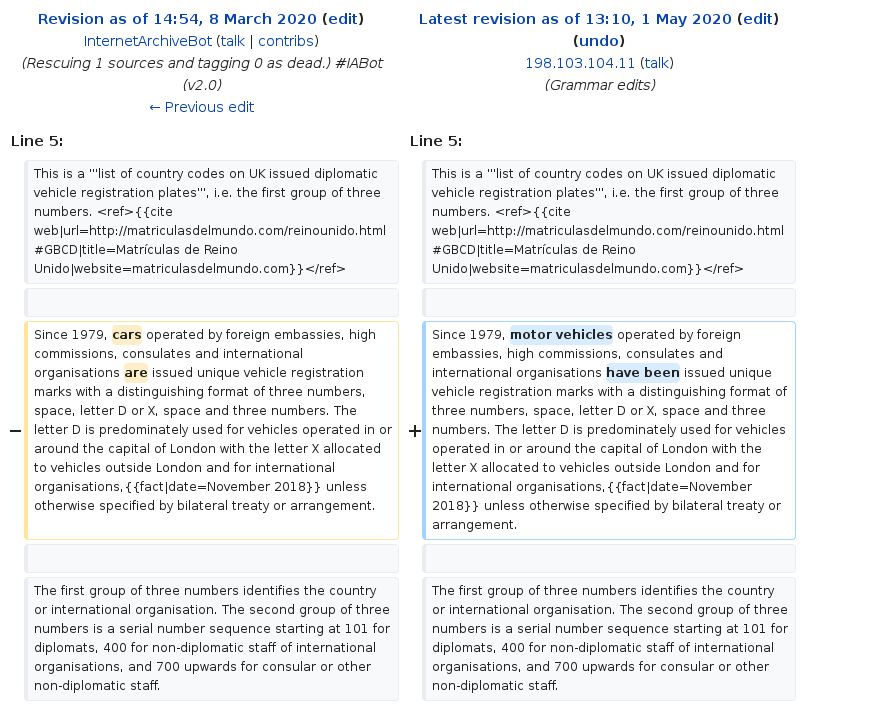 Revision as of 14:54, 8 March 2020 (edit)
InternetArchiveBot (talk | contribs)
(Rescuing 1 sources and tagging 0 as dead.) #IABot
(v2.0)
← Previous edit
Latest revision as of 13:10, 1 May 2020 (edit)
(undo)
198.103.104.11 (talk)
(Grammar edits)
Line 5:
Line 5:
This is a '''list of country codes on UK issued diplomatic
vehicle registration plates''', i.e. the first group of three
numbers. <ref>{{cite
web|url=http://matriculasdelmundo.com/reinounido.html
#GBCD|title=Matrículas de Reino
Unido|website=matriculasdelmundo.com}}</ref>
This is a '''list of country codes on UK issued diplomatic
vehicle registration plates''', i.e. the first group of three
numbers. <ref>{{cite
web|url=http://matriculasdelmundo.com/reinounido.html
#GBCD|title=Matrículas de Reino
Unido|website=matriculasdelmundo.com}}</ref>
−
Since 1979, cars operated by foreign embassies, high
commissions, consulates and international
organisations are issued unique vehicle registration
marks with a distinguishing format of three numbers,
space, letter D or X, space and three numbers. The
letter D is predominately used for vehicles operated in or
around the capital of London with the letter X allocated
to vehicles outside London and for international
organisations,{{fact|date=November 2018}} unless
otherwise specified by bilateral treaty or arrangement.
+
Since 1979, motor vehicles operated by foreign
embassies, high commissions, consulates and
international organisations have been issued unique
vehicle registration marks with a distinguishing format of
three numbers, space, letter D or X, space and three
numbers. The letter D is predominately used for vehicles
operated in or around the capital of London with the
letter X allocated to vehicles outside London and for
international organisations,{{fact|date=November
2018}} unless otherwise specified by bilateral treaty or
arrangement.
The first group of three numbers identifies the country
or international organisation. The second group of three
numbers is a serial number sequence starting at 101 for
diplomats, 400 for non-diplomatic staff of international
organisations, and 700 upwards for consular or other
non-diplomatic staff.
The first group of three numbers identifies the country
or international organisation. The second group of three
numbers is a serial number sequence starting at 101 for
diplomats, 400 for non-diplomatic staff of international
organisations, and 700 upwards for consular or other
non-diplomatic staff.